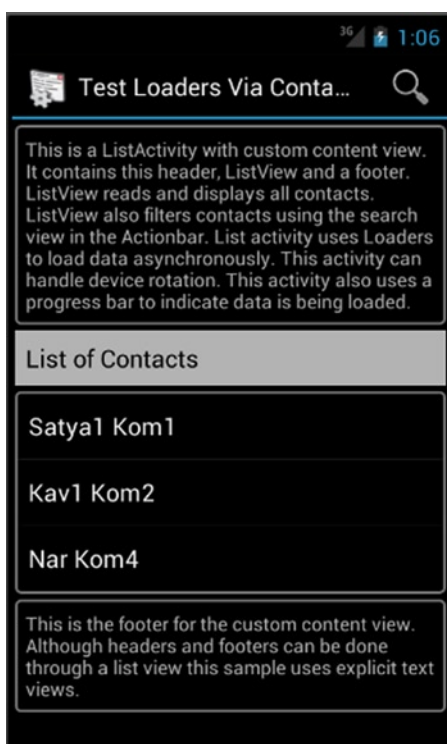 3G 1:06
Test Loaders Via Conta...
This is a ListActivity with custom content view.
It contains this header, ListView and a footer.
ListView reads and displays all contacts.
ListView also filters contacts using the search
view in the Actionbar. List activity uses Loaders
to load data asynchronously. This activity can
handle device rotation. This activity also uses a
progress bar to indicate data is being loaded.
List of Contacts
Satya1 Kom1
Kav1 Kom2
Nar Kom4
This is the footer for the custom content view.
Although headers and footers can be done
through a list view this sample uses explicit text
views.